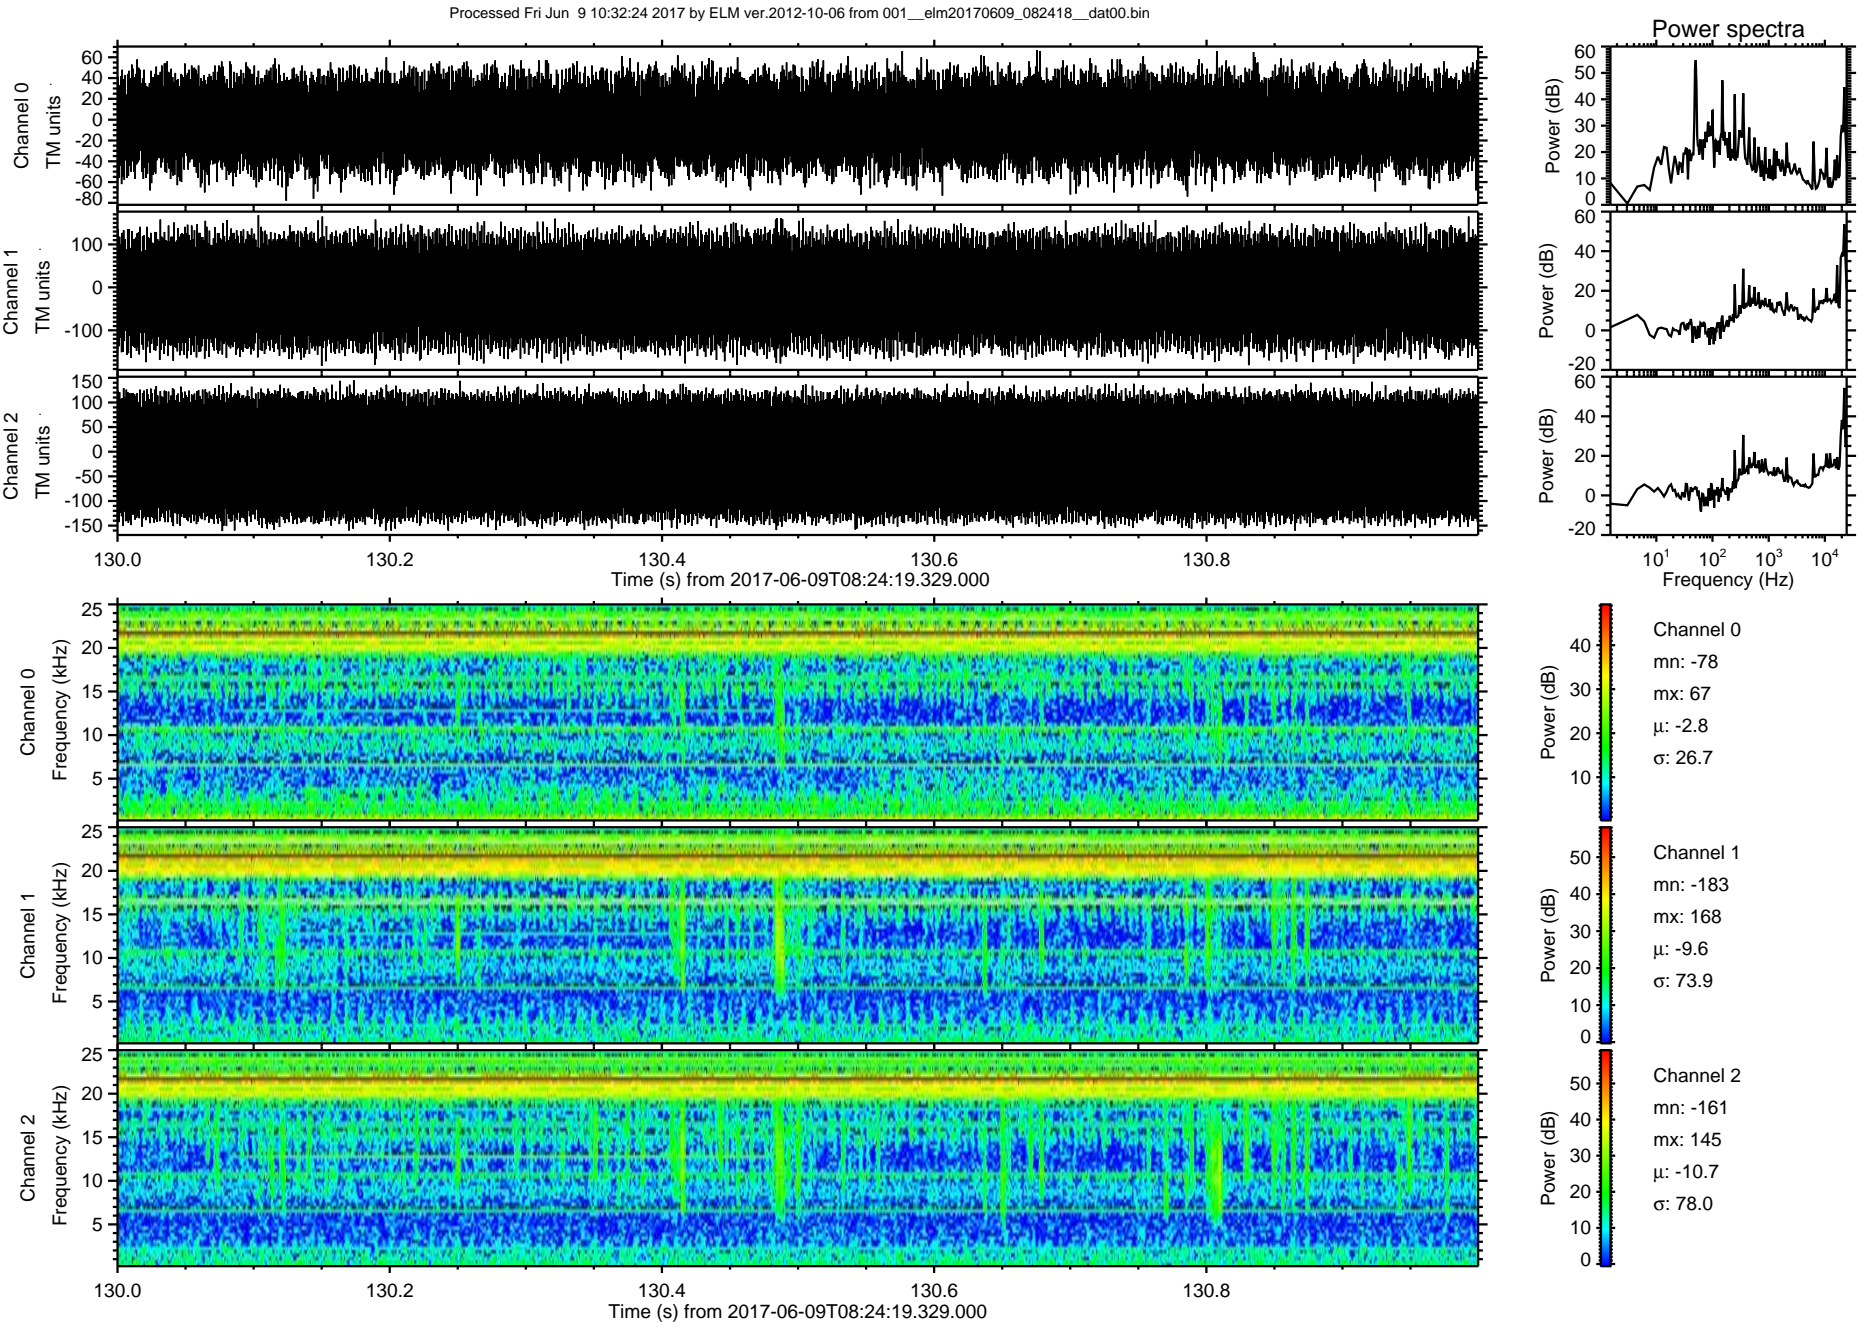 Processed Fri Jun  9 10:32:24 2017 by ELM ver.2012-10-06 from 001__elm20170609_082418__dat00.bin
Power spectra
Channel 0
TM units
60
40
20
0
-20
-40
-60
-80
Power (dB)
60
50
40
30
20
10
0
Channel 1
TM units
100
0
-100
Power (dB)
60
40
20
0
-20
Channel 2
TM units
150
100
50
0
-50
-100
-150
Power (dB)
60
40
20
0
-20
130.0 130.2 130.4 130.6 130.8
Time (s) from 2017-06-09T08:24:19.329.000
10¹ 10² 10³ 10⁴
Frequency (Hz)
Channel 0
Frequency (kHz)
25
20
15
10
5
Power (dB)
40
30
20
10
Channel 0
mn: -78
mx: 67
μ: -2.8
σ: 26.7
Channel 1
Frequency (kHz)
25
20
15
10
5
Power (dB)
50
40
30
20
10
0
Channel 1
mn: -183
mx: 168
μ: -9.6
σ: 73.9
Channel 2
Frequency (kHz)
25
20
15
10
5
Power (dB)
50
40
30
20
10
0
Channel 2
mn: -161
mx: 145
μ: -10.7
σ: 78.0
130.0 130.2 130.4 130.6 130.8
Time (s) from 2017-06-09T08:24:19.329.000